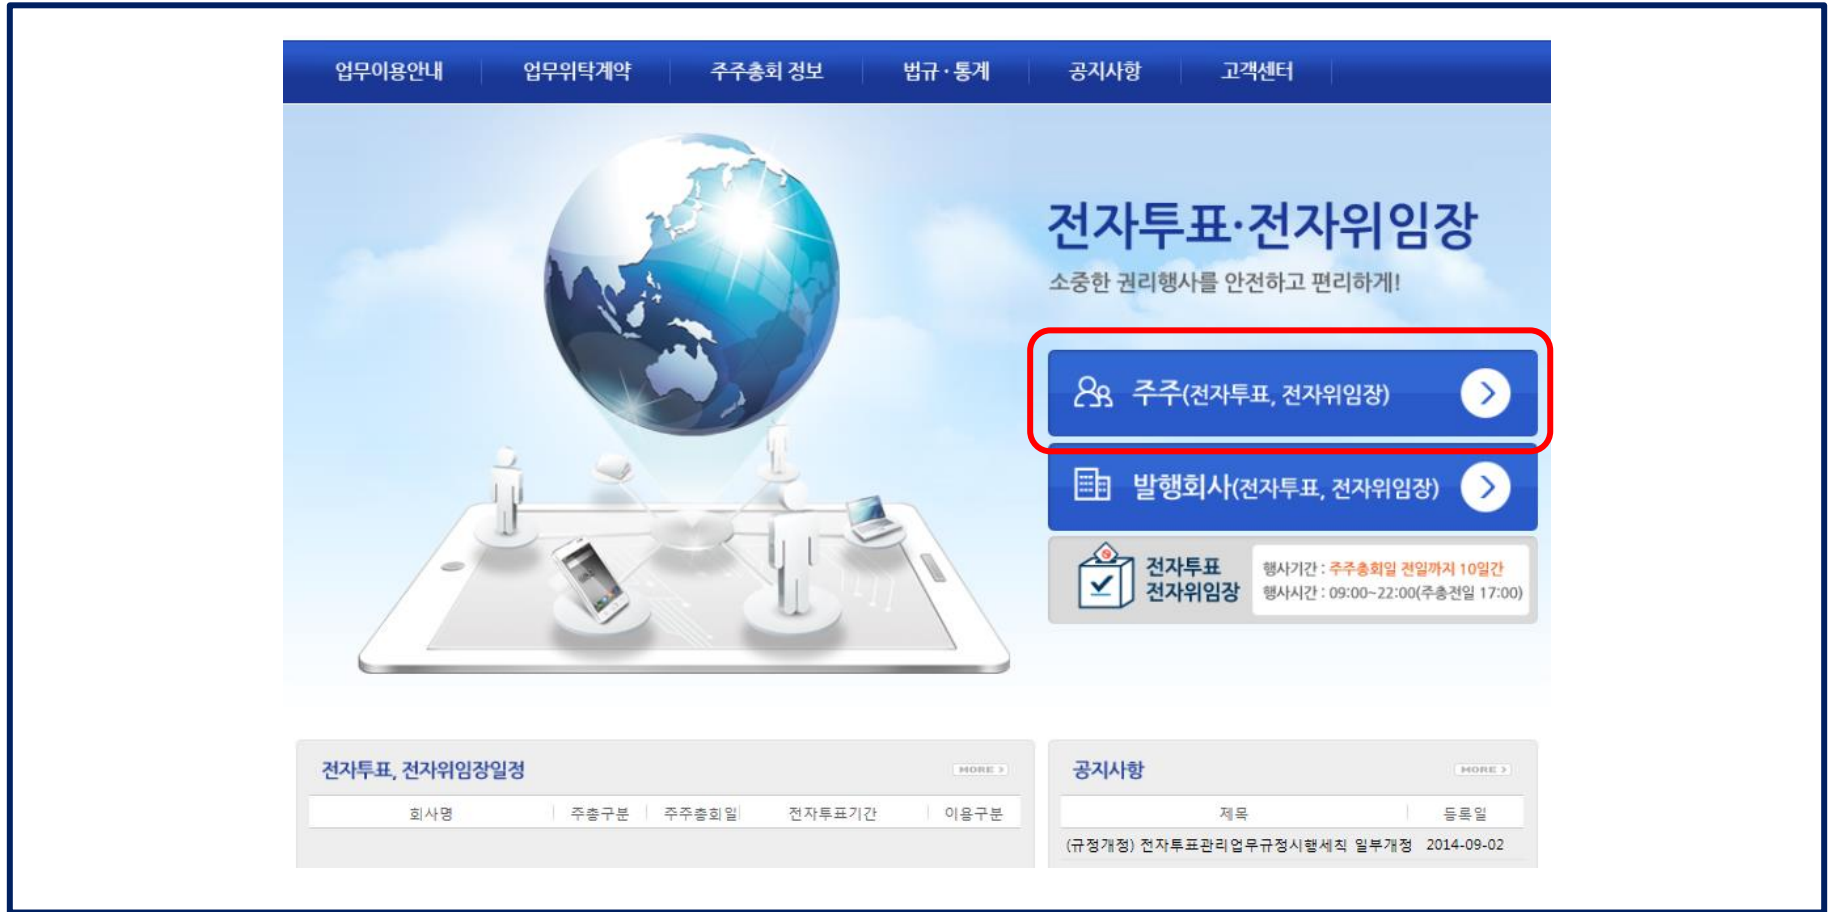 업무이용안내 업무위탁계약 주주총회 정보 법규·통계 공지사항 고객센터
전자투표·전자위임장
소중한 권리행사를 안전하고 편리하게!
주주(전자투표, 전자위임장)
발행회사(전자투표, 전자위임장)
전자투표
전자위임장
행사기간 : 주주총회일 전일까지 10일간
행사시간 : 09:00~22:00(주총전일 17:00)
전자투표, 전자위임장일정 MORE >
회사명 주총구분 주주총회일 전자투표기간 이용구분
공지사항 MORE >
제목 등록일
(규정개정) 전자투표관리업무규정시행세칙 일부개정 2014-09-02